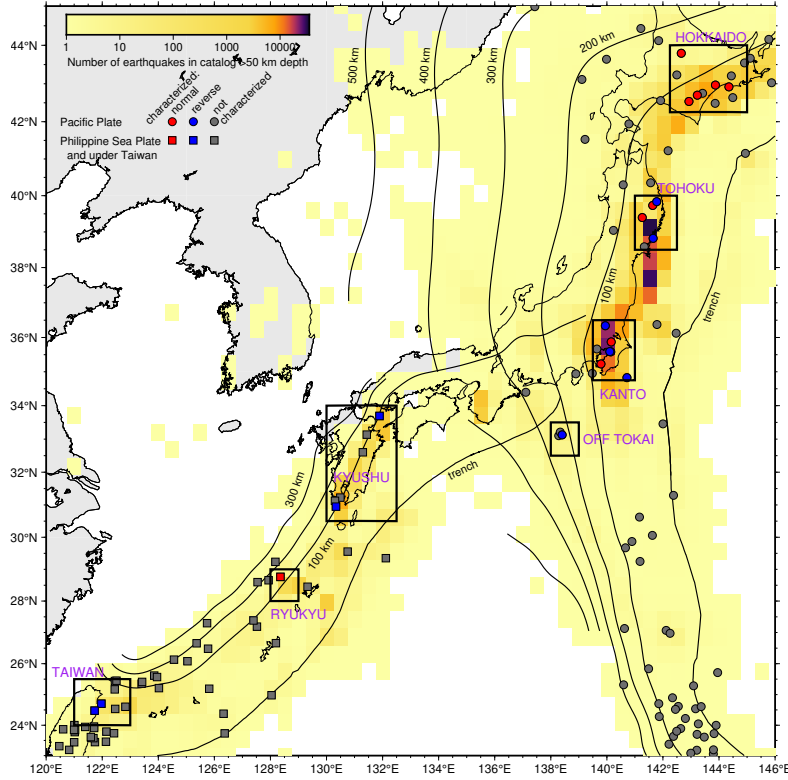 1 10 100 1000 10000
Number of earthquakes in catalog >50 km depth
characterized:
normal
reverse
not
characterized
Pacific Plate
Philippine Sea Plate
and under Taiwan
500 km
400 km
300 km
200 km
HOKKAIDO
TOHOKU
100 km
trench
KANTO
OFF TOKAI
KYUSHU
trench
300 km
100 km
RYUKYU
TAIWAN
44°N
42°N
40°N
38°N
36°N
34°N
32°N
30°N
28°N
26°N
24°N
120°E 122°E 124°E 126°E 128°E 130°E 132°E 134°E 136°E 138°E 140°E 142°E 144°E 146°E